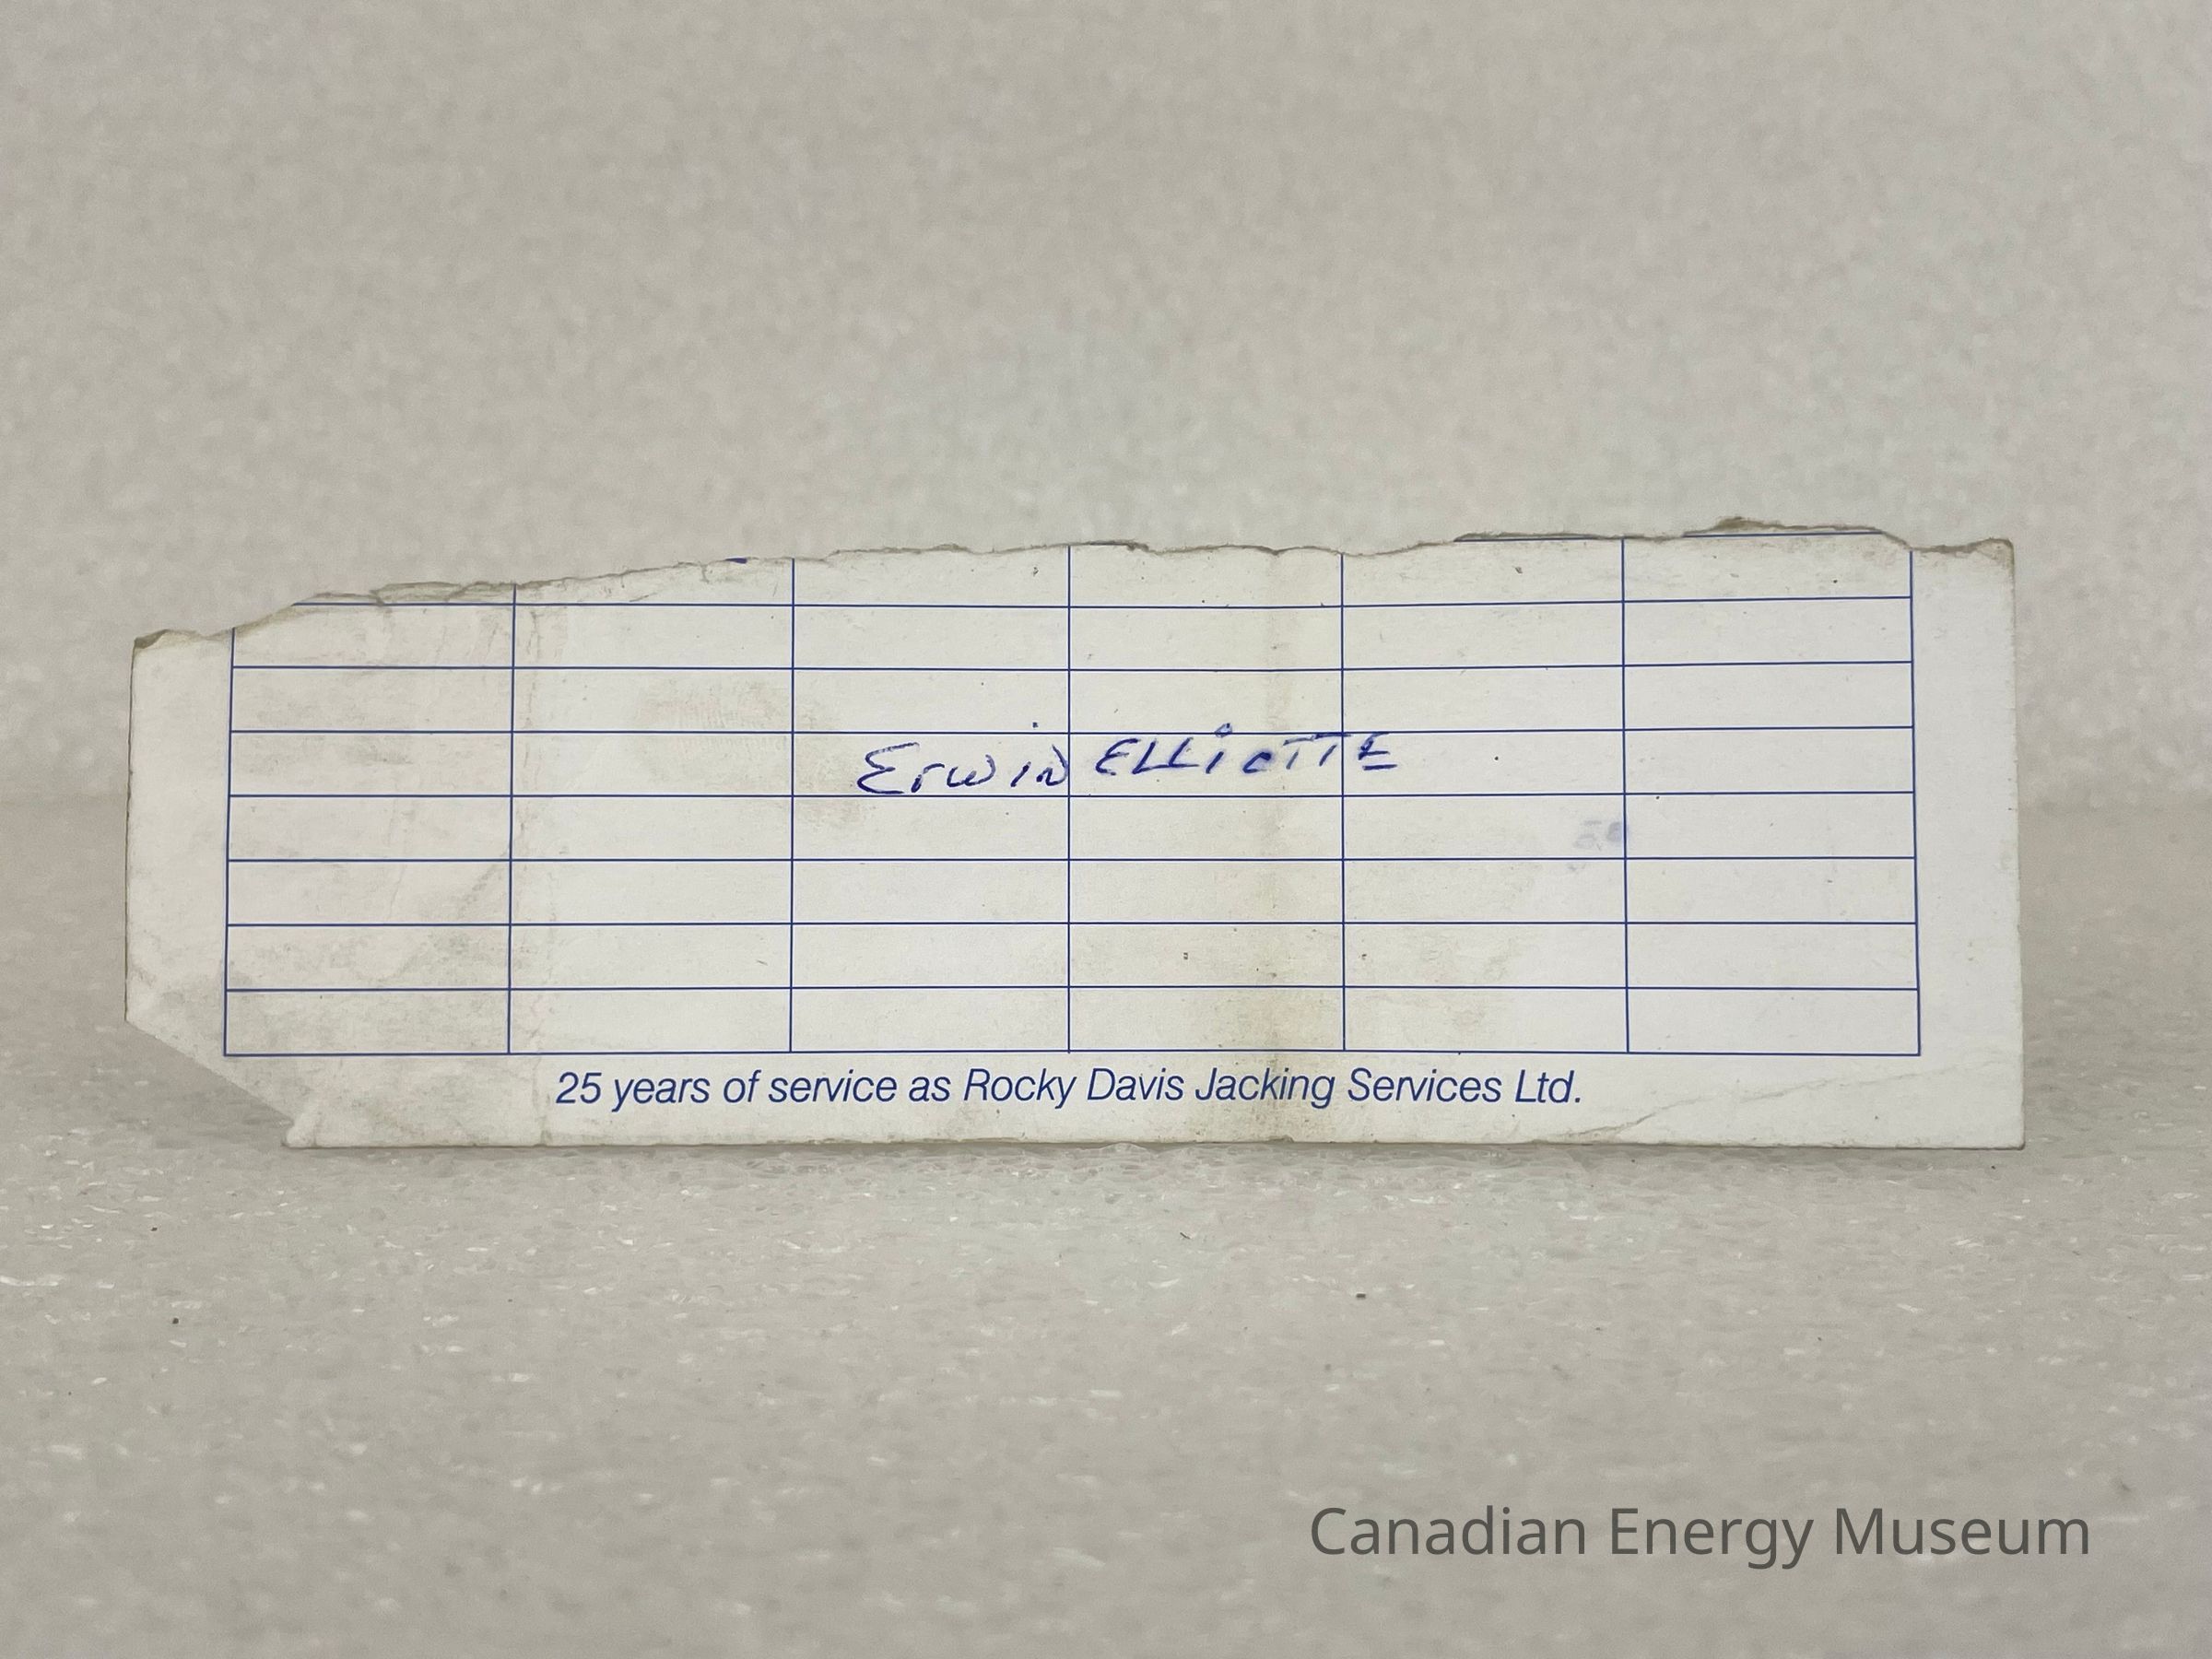 Erwin ELLiOTTE
25 years of service as Rocky Davis Jacking Services Ltd.
Canadian Energy Museum